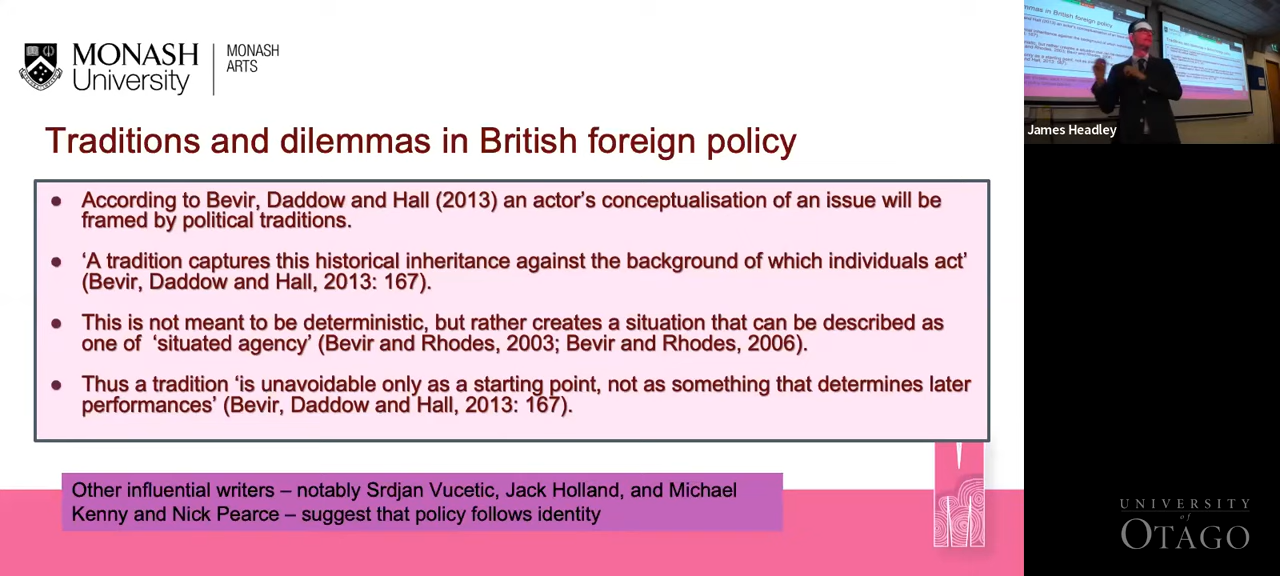 MONASH
University
MONASH
ARTS
Traditions and dilemmas in British foreign policy
● According to Bevir, Daddow and Hall (2013) an actor's conceptualisation of an issue will be
framed by political traditions.
● 'A tradition captures this historical inheritance against the background of which individuals act'
(Bevir, Daddow and Hall, 2013: 167).
● This is not meant to be deterministic, but rather creates a situation that can be described as
one of 'situated agency' (Bevir and Rhodes, 2003; Bevir and Rhodes, 2006).
● Thus a tradition 'is unavoidable only as a starting point, not as something that determines later
performances' (Bevir, Daddow and Hall, 2013: 167).
Other influential writers – notably Srdjan Vucetic, Jack Holland, and Michael
Kenny and Nick Pearce – suggest that policy follows identity
James Headley
UNIVERSITY
of
OTAGO